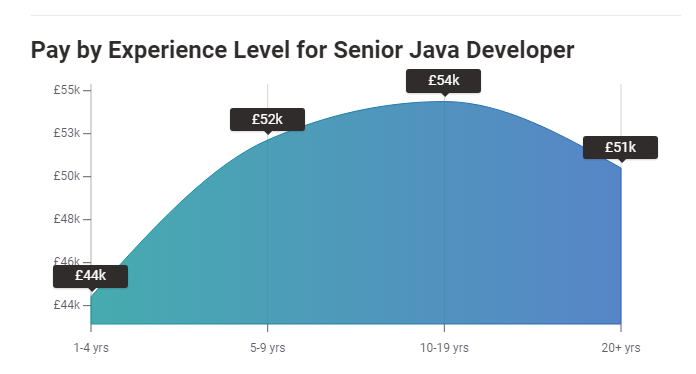 Pay by Experience Level for Senior Java Developer
£55k
£54k
£53k
£52k
£50k
£51k
£48k
£46k
£44k
£44k
1-4 yrs 5-9 yrs 10-19 yrs 20+ yrs